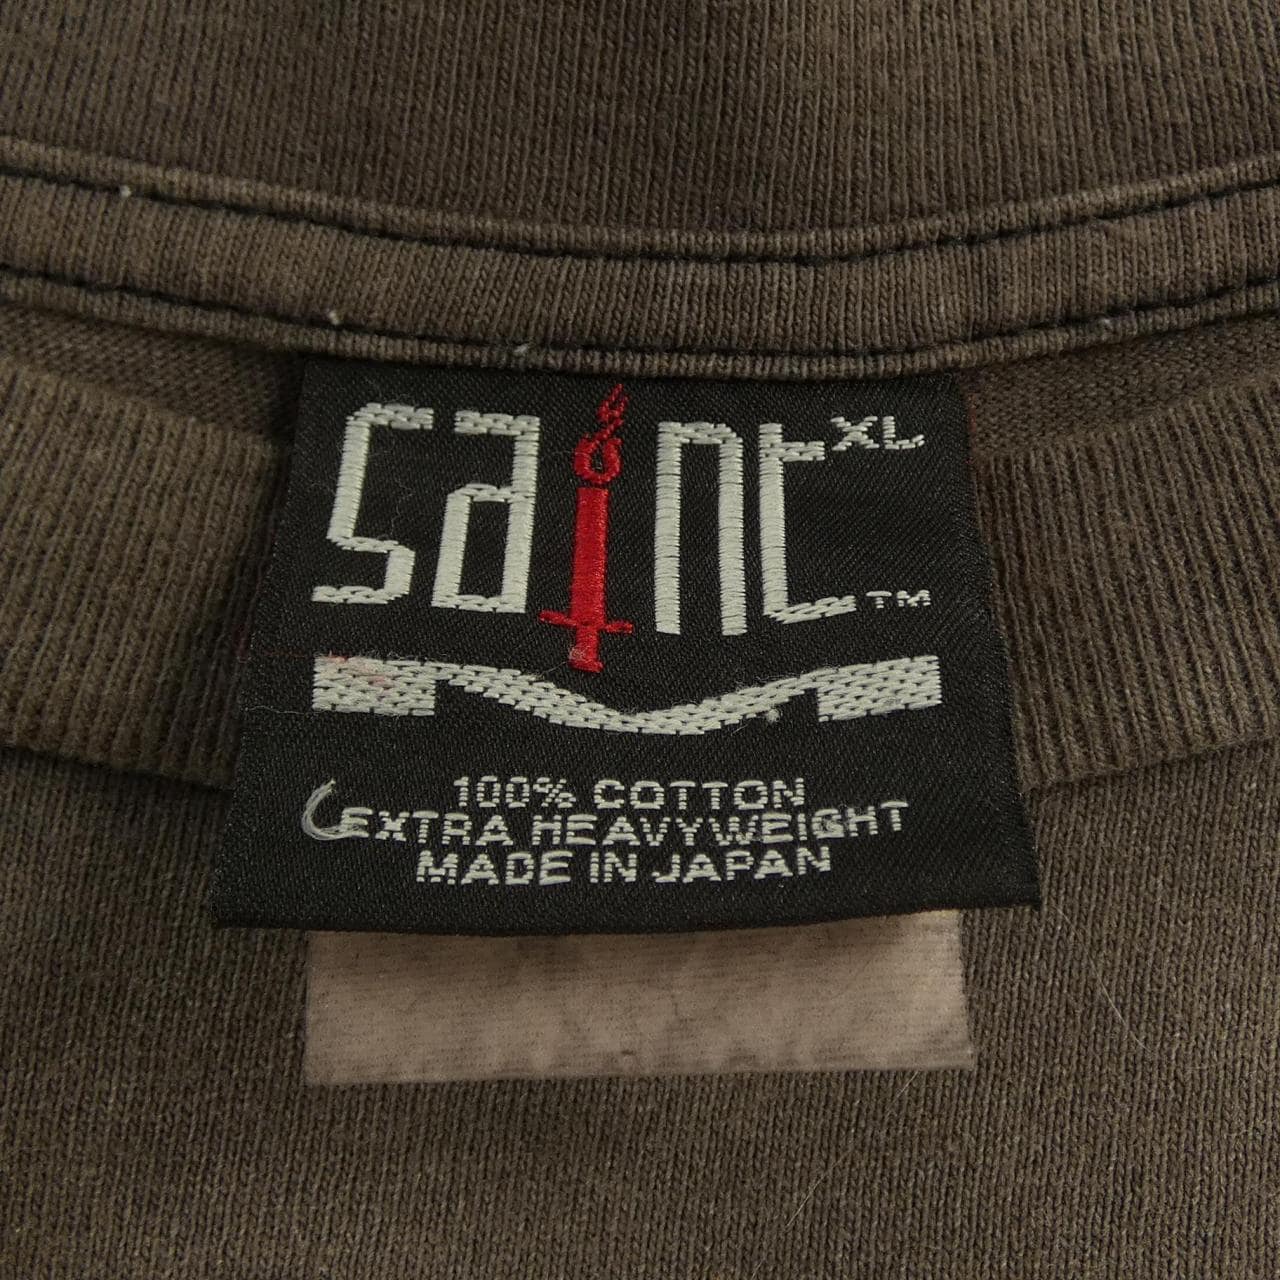 saint XL
TM
100% COTTON
EXTRA HEAVYWEIGHT
MADE IN JAPAN